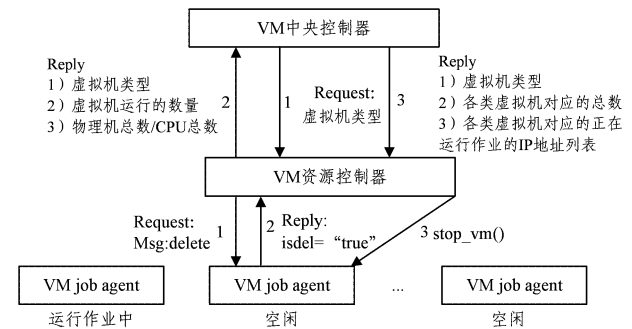 VM中央控制器
Reply
1）虚拟机类型
2）虚拟机运行的数量
3）物理机总数/CPU总数
2
1
Request:
虚拟机类型
3
Reply
1）虚拟机类型
2）各类虚拟机对应的总数
3）各类虚拟机对应的正在
运行作业的IP地址列表
VM资源控制器
Request:
Msg:delete
1
2
Reply:
isdel=“true”
3 stop_vm()
VM job agent
VM job agent
...
VM job agent
运行作业中
空闲
空闲